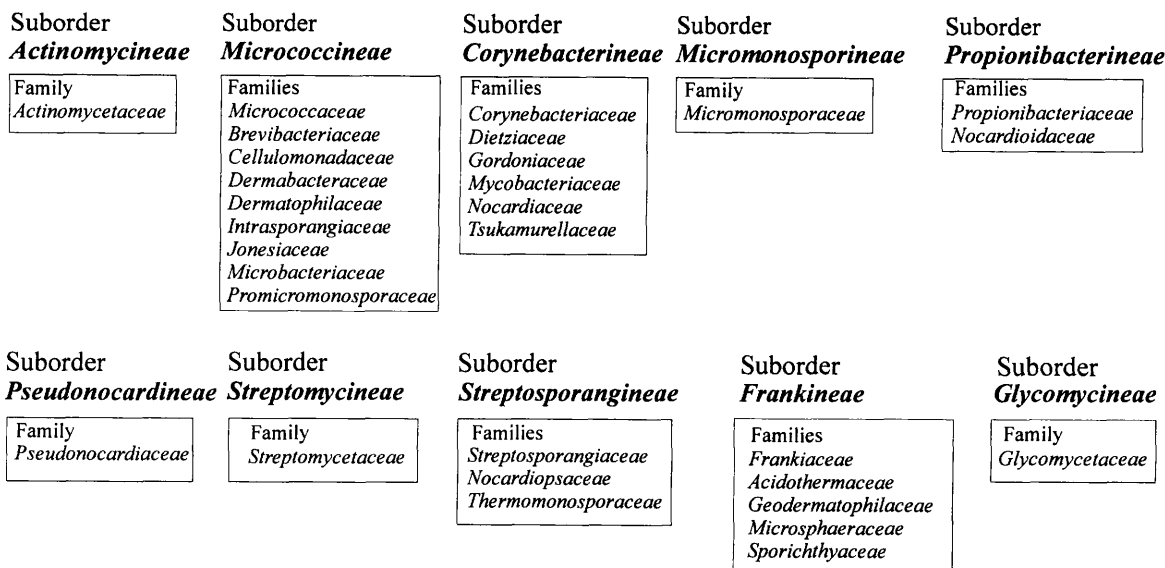 Suborder
Actinomycineae
Family
Actinomycetaceae
Suborder
Micrococcineae
Families
Micrococcaceae
Brevibacteriaceae
Cellulomonadaceae
Dermabacteraceae
Dermatophilaceae
Intrasporangiaceae
Jonesiaceae
Microbacteriaceae
Promicromonosporaceae
Suborder
Corynebacterineae
Families
Corynebacteriaceae
Dietziaceae
Gordoniaceae
Mycobacteriaceae
Nocardiaceae
Tsukamurellaceae
Suborder
Micromonosporineae
Family
Micromonosporaceae
Suborder
Propionibacterineae
Families
Propionibacteriaceae
Nocardioidaceae
Suborder
Pseudonocardineae
Family
Pseudonocardiaceae
Suborder
Streptomycineae
Family
Streptomycetaceae
Suborder
Streptosporangineae
Families
Streptosporangiaceae
Nocardiopsaceae
Thermomonosporaceae
Suborder
Frankineae
Families
Frankiaceae
Acidothermaceae
Geodermatophilaceae
Microsphaeraceae
Sporichthyaceae
Suborder
Glycomycineae
Family
Glycomycetaceae